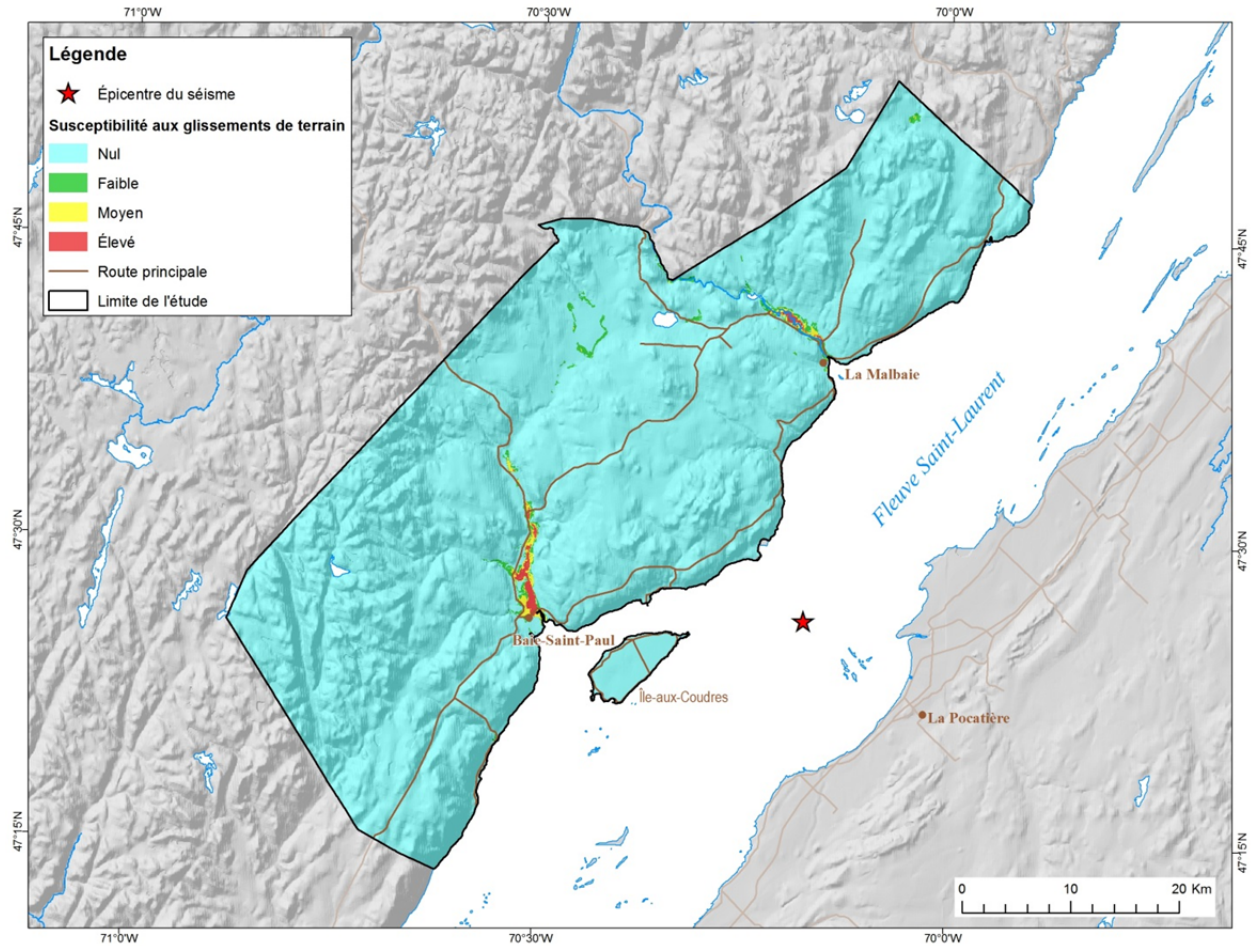 71°0'W
70°30'W
70°0'W
Légende
Épicentre du séisme
Susceptibilité aux glissements de terrain
Nul
Faible
Moyen
Élevé
Route principale
Limite de l'étude
47°45'N
47°45'N
La Malbaie
Fleuve Saint-Laurent
47°30'N
47°30'N
Baie-Saint-Paul
Île-aux-Coudres
La Pocatière
47°15'N
47°15'N
0 10 20 Km
71°0'W
70°30'W
70°0'W